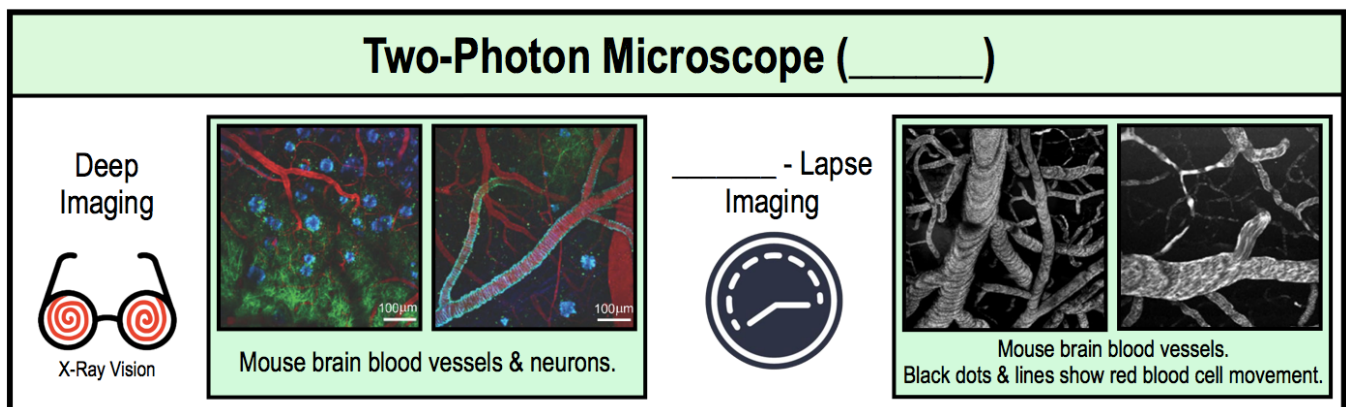 Two-Photon Microscope (______)
Deep
Imaging
X-Ray Vision
100μm
100μm
Mouse brain blood vessels & neurons.
______ - Lapse
Imaging
Mouse brain blood vessels.
Black dots & lines show red blood cell movement.